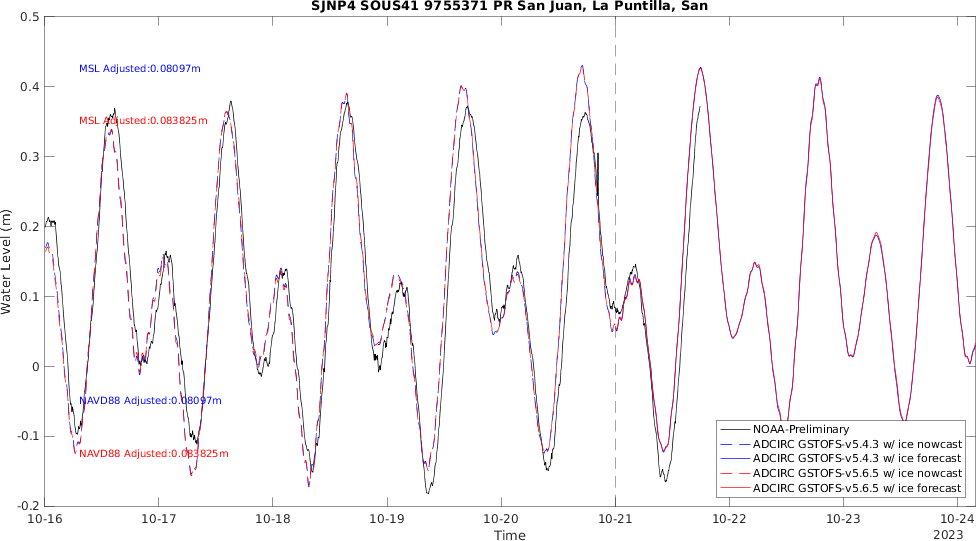 SJNP4 SOUS41 9755371 PR San Juan, La Puntilla, San
0.5
0.4
0.3
0.2
0.1
0
-0.1
-0.2
Water Level (m)
MSL Adjusted:0.08097m
MSL Adjusted:0.083825m
NAVD88 Adjusted:0.08097m
NAVD88 Adjusted:0.083825m
NOAA-Preliminary
ADCIRC GSTOFS-v5.4.3 w/ ice nowcast
ADCIRC GSTOFS-v5.4.3 w/ ice forecast
ADCIRC GSTOFS-v5.6.5 w/ ice nowcast
ADCIRC GSTOFS-v5.6.5 w/ ice forecast
10-16 10-17 10-18 10-19 10-20 10-21 10-22 10-23 10-24
2023
Time